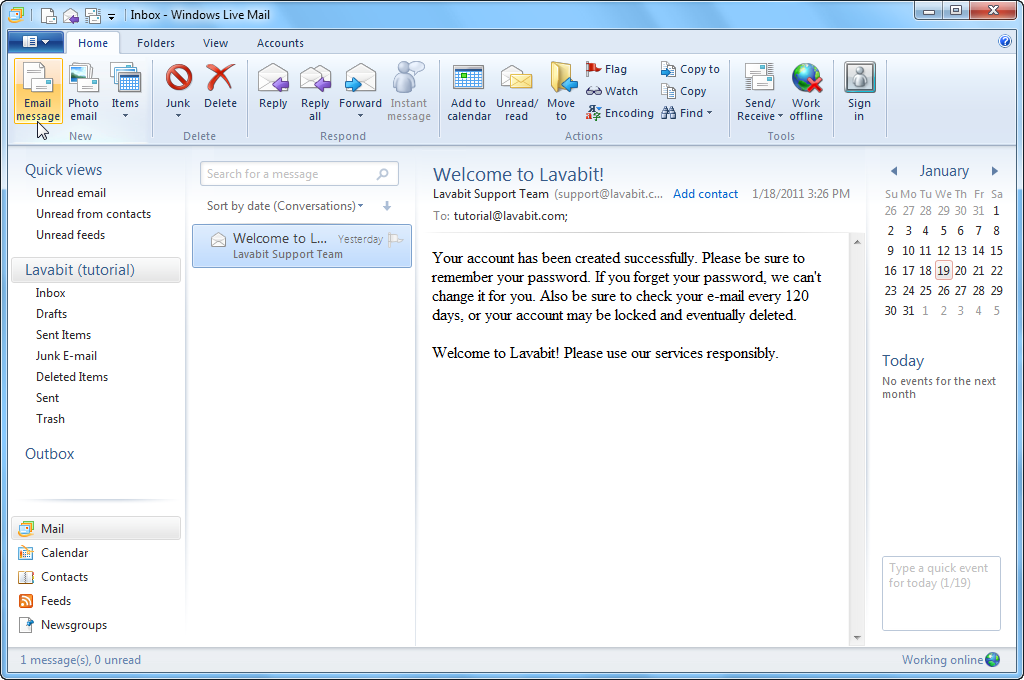 Inbox - Windows Live Mail
Home Folders View Accounts
Email message
Photo email
Items
New
Junk
Delete
Delete
Reply
Reply all
Forward
Instant message
Respond
Add to calendar
Unread/ read
Move to
Flag
Watch
Encoding
Copy to
Copy
Find
Actions
Send/ Receive
Work offline
Tools
Sign in
Quick views
Unread email
Unread from contacts
Unread feeds
Lavabit (tutorial)
Inbox
Drafts
Sent Items
Junk E-mail
Deleted Items
Sent
Trash
Outbox
Mail
Calendar
Contacts
Feeds
Newsgroups
Search for a message
Sort by date (Conversations)
Welcome to L... Yesterday
Lavabit Support Team
Welcome to Lavabit!
Lavabit Support Team (support@lavabit.c... Add contact 1/18/2011 3:26 PM
To: tutorial@lavabit.com;
Your account has been created successfully. Please be sure to
remember your password. If you forget your password, we can't
change it for you. Also be sure to check your e-mail every 120
days, or your account may be locked and eventually deleted.
Welcome to Lavabit! Please use our services responsibly.
January
Su Mo Tu We Th Fr Sa
26 27 28 29 30 31 1
2 3 4 5 6 7 8
9 10 11 12 13 14 15
16 17 18 19 20 21 22
23 24 25 26 27 28 29
30 31 1 2 3 4 5
Today
No events for the next
month
Type a quick event
for today (1/19)
1 message(s), 0 unread
Working online